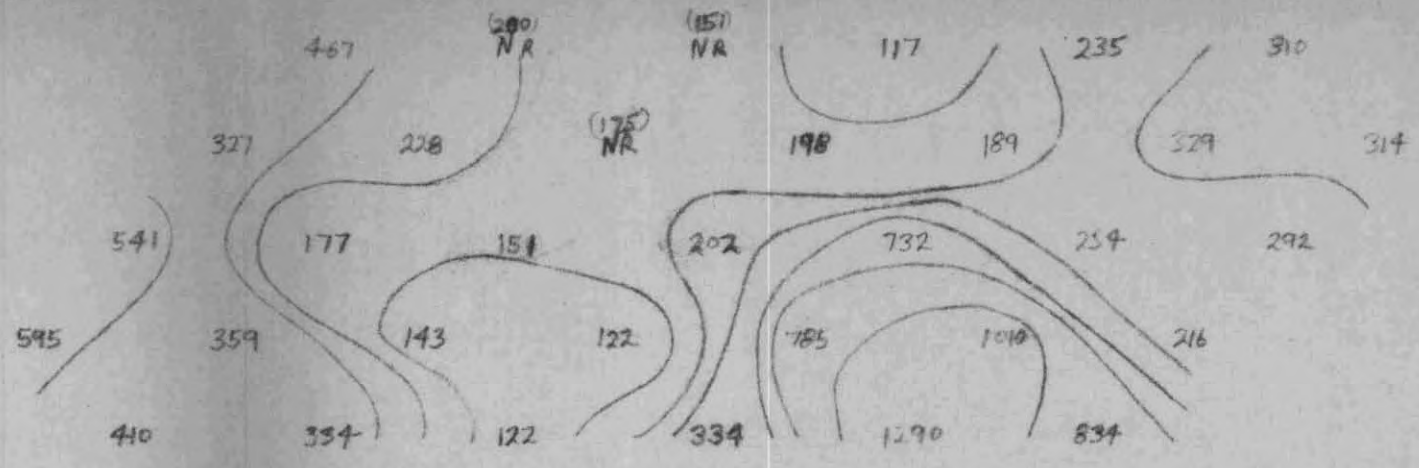 (200) (151)
467 NR NR 117 235 310
(175)
327 228 NR 198 189 329 314
541 177 151 202 732 254 292
595 359 143 122 785 1090 216
410 334 122 334 1290 834